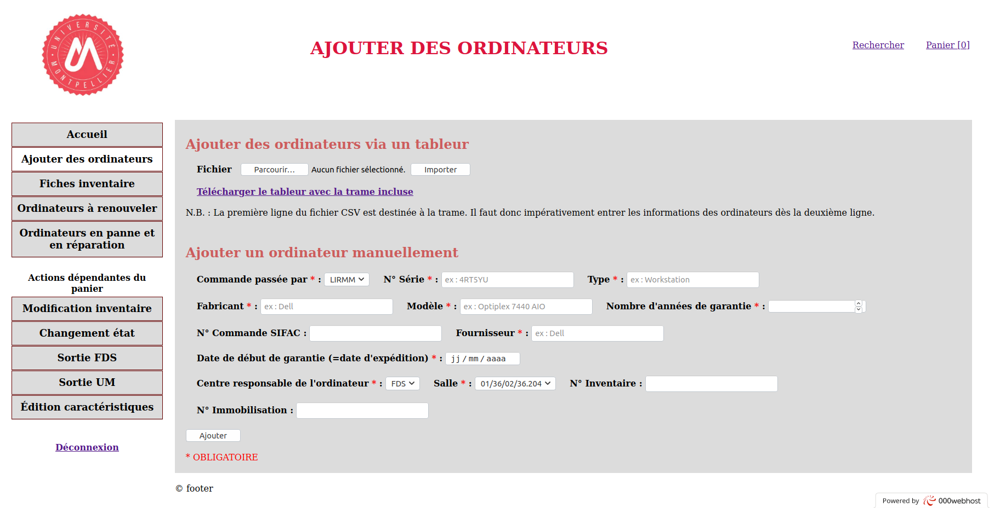 UNIVERSITÉ
MONTPELLIER
AJOUTER DES ORDINATEURS
Rechercher Panier [0]
Accueil
Ajouter des ordinateurs
Fiches inventaire
Ordinateurs à renouveler
Ordinateurs en panne et
en réparation
Actions dépendantes du
panier
Modification inventaire
Changement état
Sortie FDS
Sortie UM
Édition caractéristiques
Déconnexion
Ajouter des ordinateurs via un tableur
Fichier Parcourir... Aucun fichier sélectionné. Importer
Télécharger le tableur avec la trame incluse
N.B. : La première ligne du fichier CSV est destinée à la trame. Il faut donc impérativement entrer les informations des ordinateurs dès la deuxième ligne.
Ajouter un ordinateur manuellement
Commande passée par * : LIRMM N° Série * : ex : 4RT5YU Type * : ex : Workstation
Fabricant * : ex : Dell Modèle * : ex : Optiplex 7440 AIO Nombre d'années de garantie * :
N° Commande SIFAC : Fournisseur * : ex : Dell
Date de début de garantie (=date d'expédition) * : jj / mm / aaaa
Centre responsable de l'ordinateur * : FDS Salle * : 01/36/02/36.204 N° Inventaire :
N° Immobilisation :
Ajouter
* OBLIGATOIRE
© footer
Powered by 000webhost